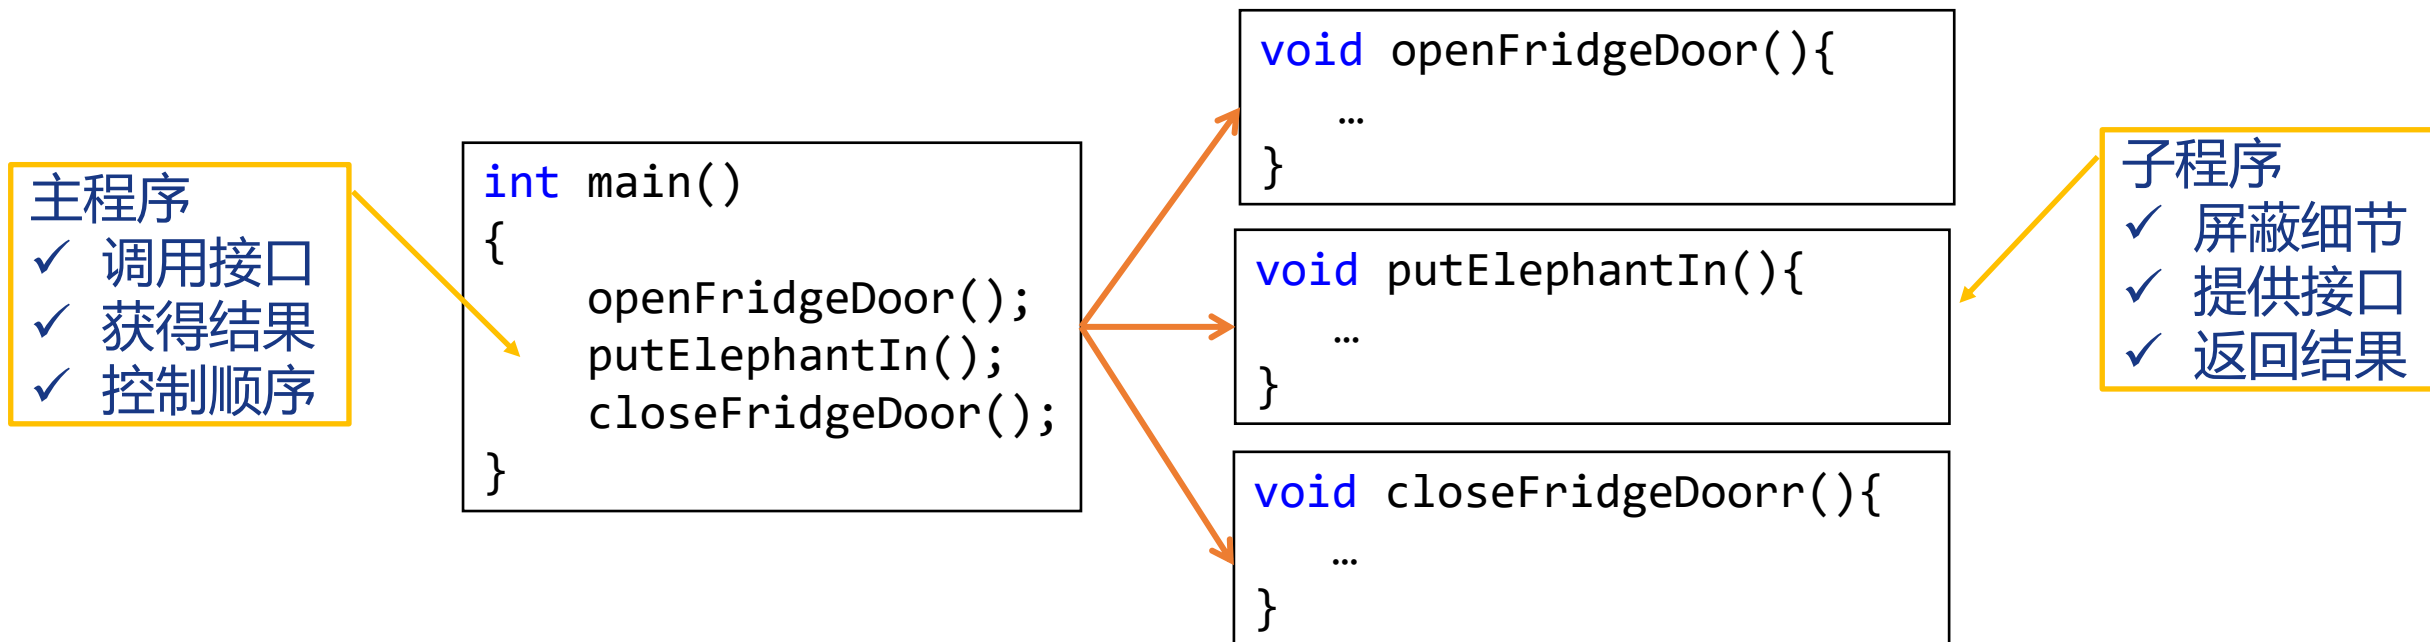 主程序
✓ 调用接口
✓ 获得结果
✓ 控制顺序
int main()
{
    openFridgeDoor();
    putElephantIn();
    closeFridgeDoor();
}
void openFridgeDoor(){
   …
}
void putElephantIn(){
   …
}
void closeFridgeDoorr(){
   …
}
子程序
✓ 屏蔽细节
✓ 提供接口
✓ 返回结果